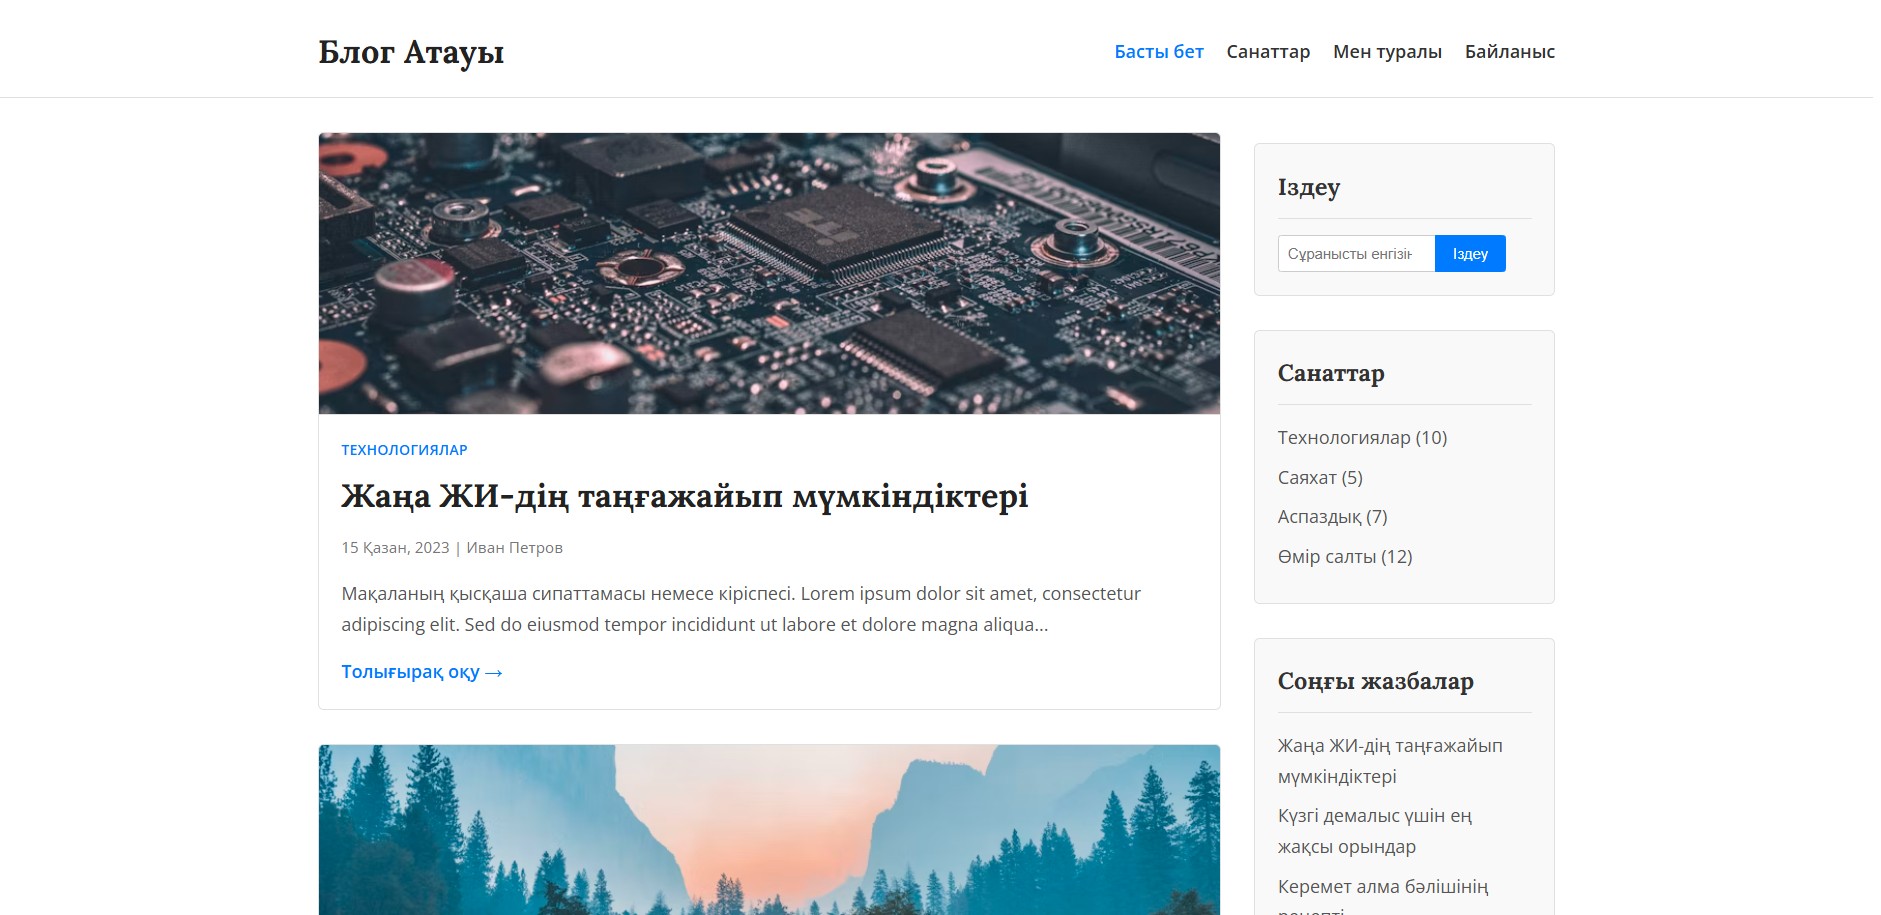 Блог Атауы
Басты бет Санаттар Мен туралы Байланыс
ТЕХНОЛОГИЯЛАР
Жаңа ЖИ-дің таңғажайып мүмкіндіктері
15 Қазан, 2023 | Иван Петров
Мақаланың қысқаша сипаттамасы немесе кіріспесі. Lorem ipsum dolor sit amet, consectetur
adipiscing elit. Sed do eiusmod tempor incididunt ut labore et dolore magna aliqua...
Толығырақ оқу →
Іздеу
Сұранысты енгізің Іздеу
Санаттар
Технологиялар (10)
Саяхат (5)
Аспаздық (7)
Өмір салты (12)
Соңғы жазбалар
Жаңа ЖИ-дің таңғажайып
мүмкіндіктері
Күзгі демалыс үшін ең
жақсы орындар
Керемет алма бәлішінің
рецепті